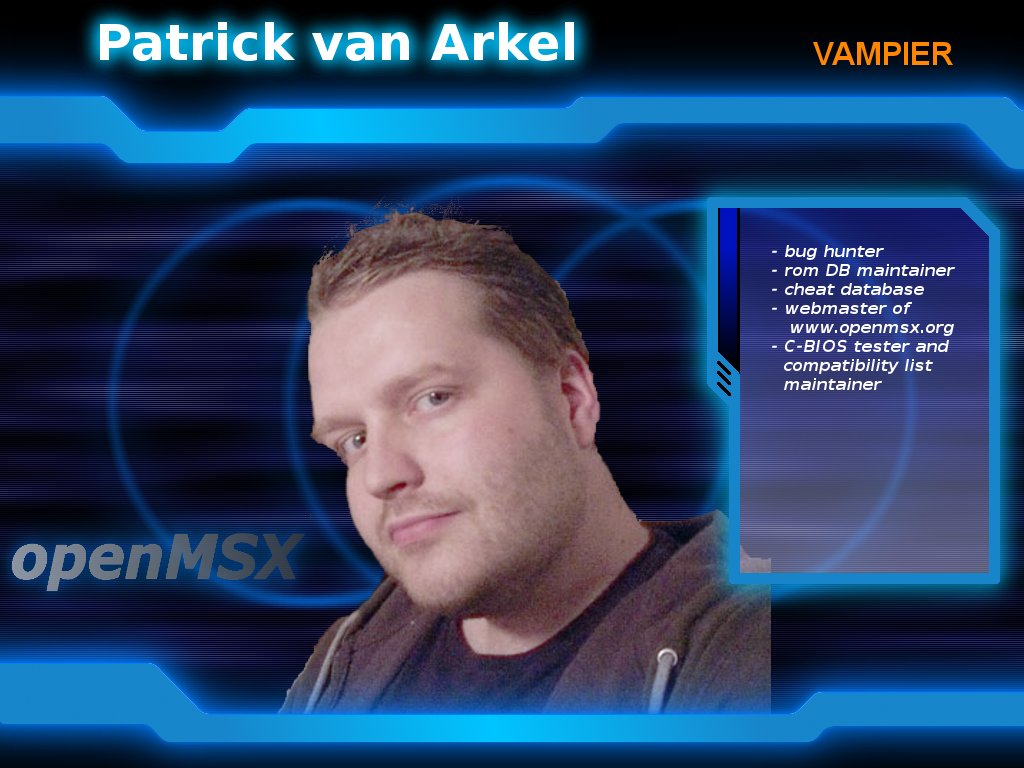 Patrick van Arkel
VAMPIER
- bug hunter
- rom DB maintainer
- cheat database
- webmaster of
www.openmsx.org
- C-BIOS tester and
compatibility list
maintainer
openMSX